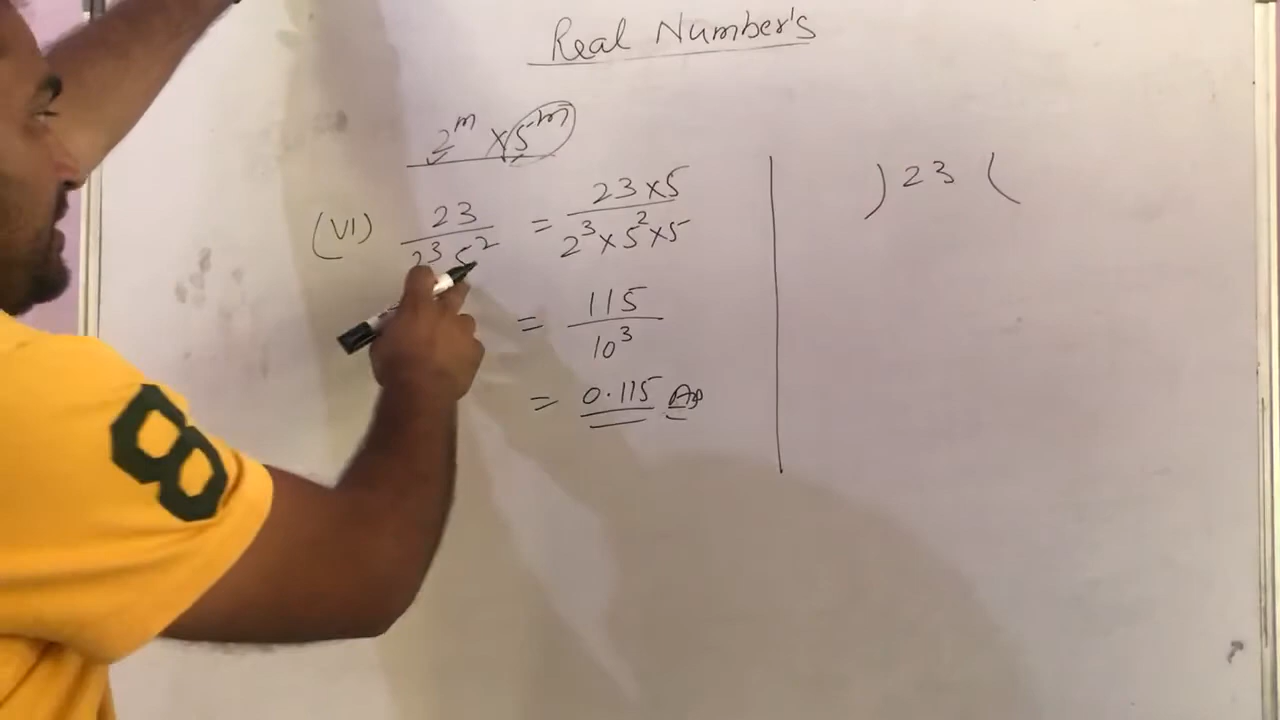 Real Number's
2^m × 5^m
(VI) 23 / 2^3 5^2 = 23 × 5 / 2^3 × 5^2 × 5
= 115 / 10^3
= 0.115
) 23 (
8